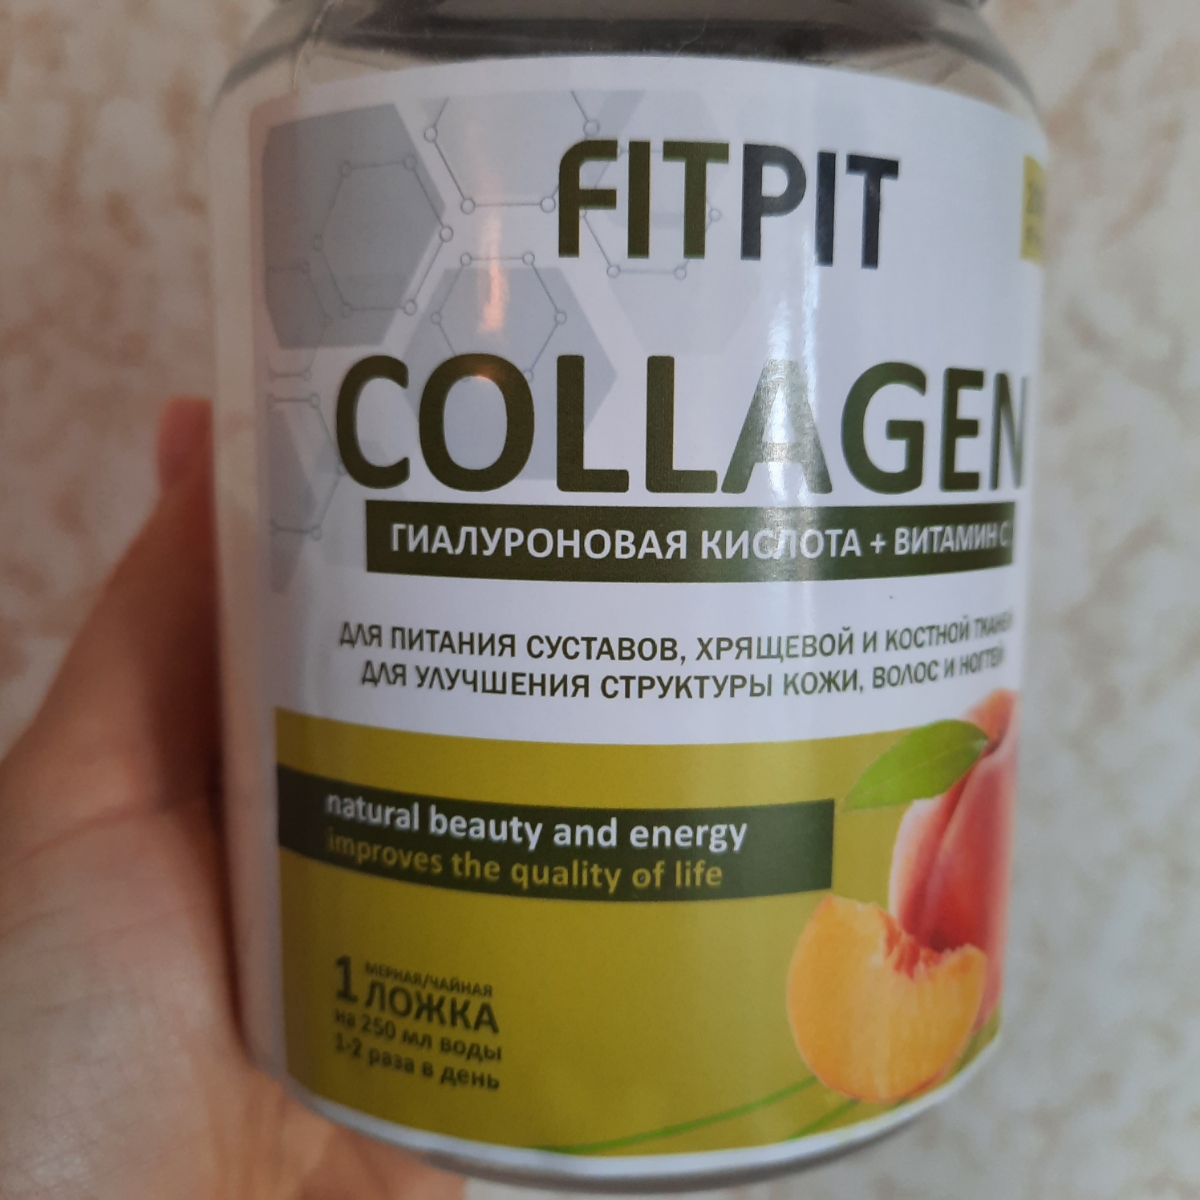 FITPIT
COLLAGEN
ГИАЛУРОНОВАЯ КИСЛОТА + ВИТАМИН С
ДЛЯ ПИТАНИЯ СУСТАВОВ, ХРЯЩЕВОЙ И КОСТНОЙ ТКАНЕЙ
ДЛЯ УЛУЧШЕНИЯ СТРУКТУРЫ КОЖИ, ВОЛОС И НОГТЕЙ
natural beauty and energy
improves the quality of life
1 МЕРНАЯ/ЧАЙНАЯ
ЛОЖКА
на 250 мл воды
1-2 раза в день